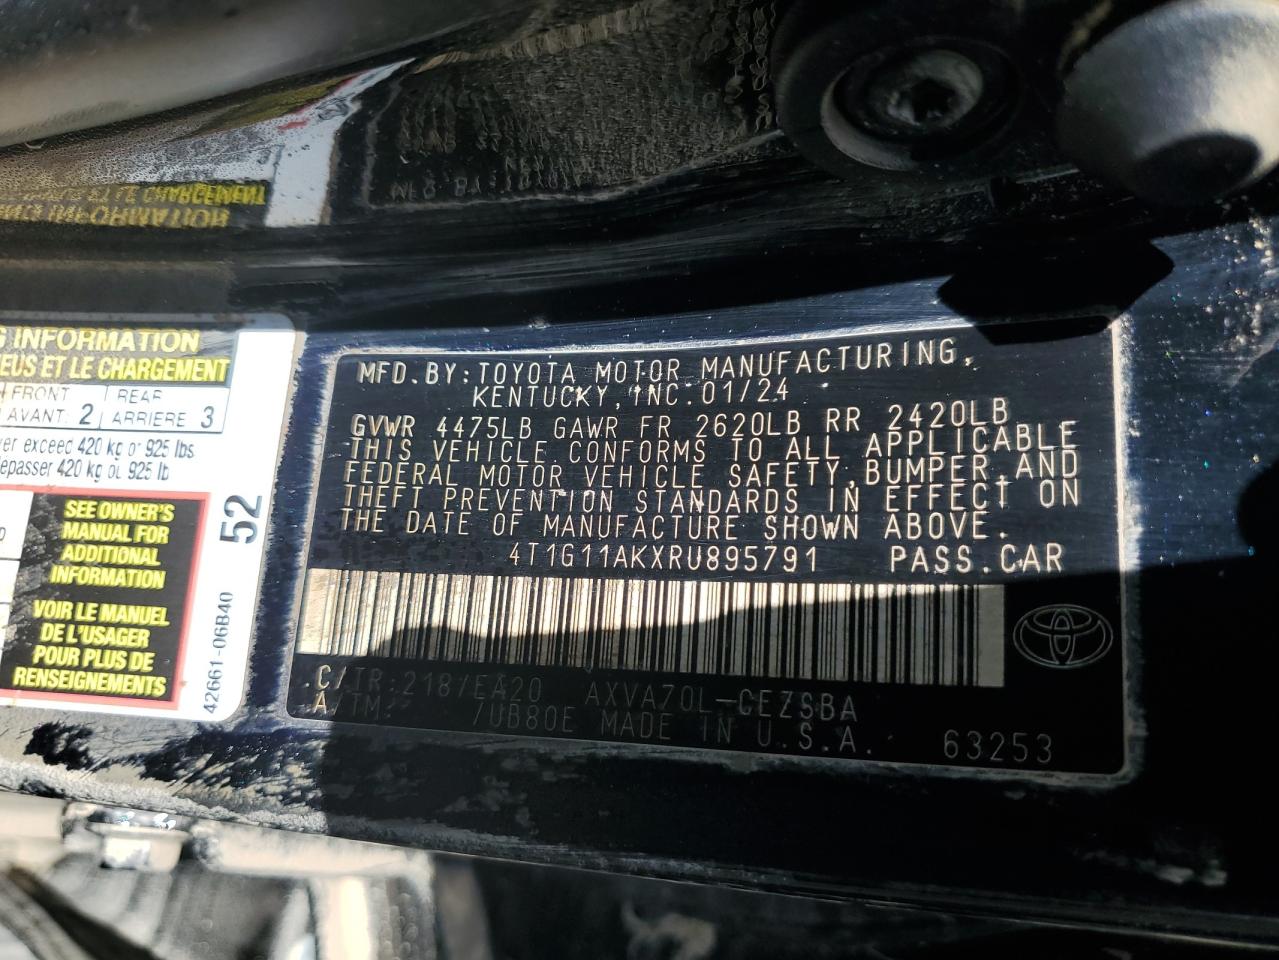 G INFORMATION
EUS ET LE CHARGEMENT
FRONT REAR
AVANT: 2 ARRIERE 3
ver exceed 420 kg or 925 lbs
dépasser 420 kg ou 925 lb
SEE OWNER'S
MANUAL FOR
ADDITIONAL
INFORMATION
VOIR LE MANUEL
DE L'USAGER
POUR PLUS DE
RENSEIGNEMENTS
52
42661-06B40
MFD.BY:TOYOTA MOTOR MANUFACTURING,
KENTUCKY, INC. 01/24
GVWR 4475LB GAWR FR 2620LB RR 2420LB
THIS VEHICLE CONFORMS TO ALL APPLICABLE
FEDERAL MOTOR VEHICLE SAFETY,BUMPER,AND
THEFT PREVENTION STANDARDS IN EFFECT ON
THE DATE OF MANUFACTURE SHOWN ABOVE.
4T1G11AKXRU895791 PASS.CAR
C/TR:218/EA20 AXVA70L-CEZSBA
A/TM: /UB80E MADE IN U.S.A. 63253